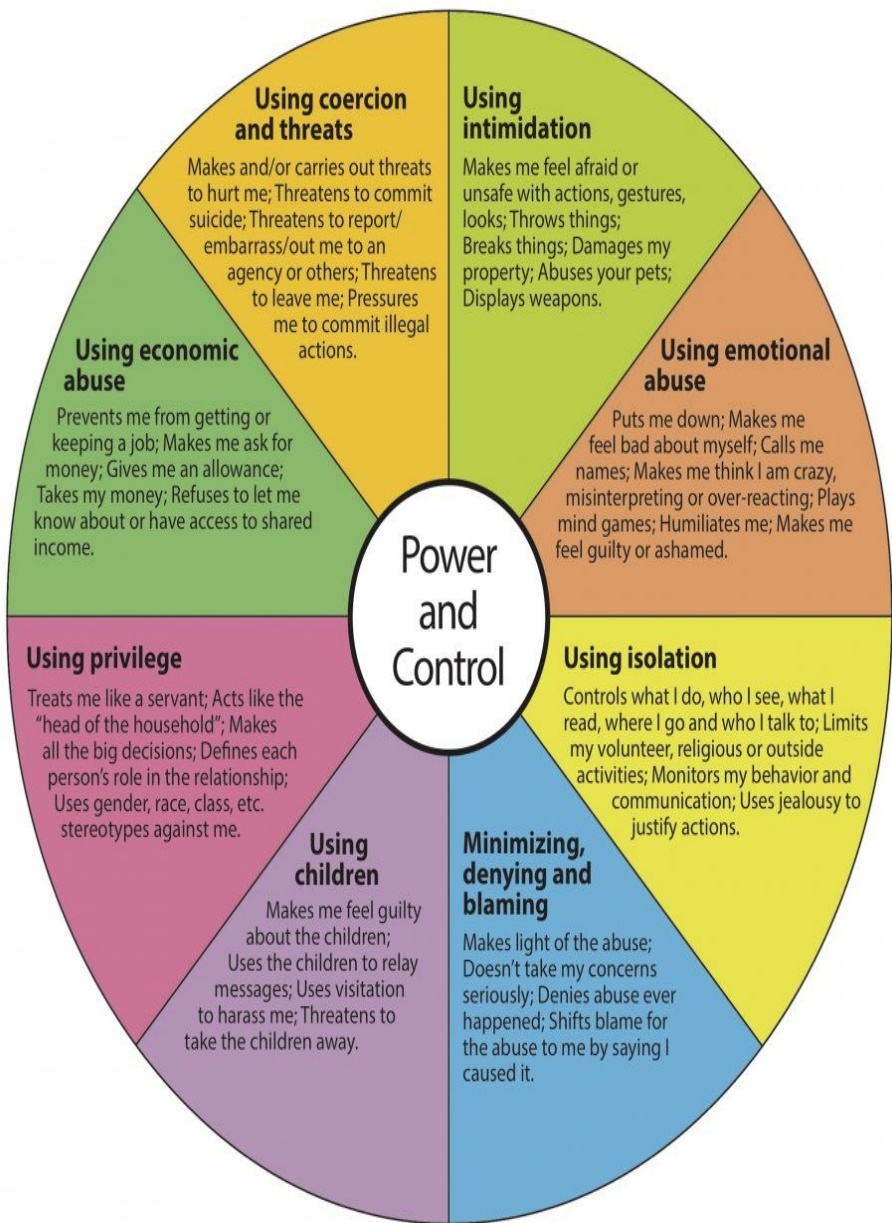 Using coercion
and threats
Makes and/or carries out threats
to hurt me; Threatens to commit
suicide; Threatens to report/
embarrass/out me to an
agency or others; Threatens
to leave me; Pressures
me to commit illegal
actions.
Using
intimidation
Makes me feel afraid or
unsafe with actions, gestures,
looks; Throws things;
Breaks things; Damages my
property; Abuses your pets;
Displays weapons.
Using emotional
abuse
Puts me down; Makes me
feel bad about myself; Calls me
names; Makes me think I am crazy,
misinterpreting or over-reacting; Plays
mind games; Humiliates me; Makes me
feel guilty or ashamed.
Using isolation
Controls what I do, who I see, what I
read, where I go and who I talk to; Limits
my volunteer, religious or outside
activities; Monitors my behavior and
communication; Uses jealousy to
justify actions.
Minimizing,
denying and
blaming
Makes light of the abuse;
Doesn't take my concerns
seriously; Denies abuse ever
happened; Shifts blame for
the abuse to me by saying I
caused it.
Using
children
Makes me feel guilty
about the children;
Uses the children to relay
messages; Uses visitation
to harass me; Threatens to
take the children away.
Using privilege
Treats me like a servant; Acts like the
"head of the household"; Makes
all the big decisions; Defines each
person's role in the relationship;
Uses gender, race, class, etc.
stereotypes against me.
Using economic
abuse
Prevents me from getting or
keeping a job; Makes me ask for
money; Gives me an allowance;
Takes my money; Refuses to let me
know about or have access to shared
income.
Power
and
Control